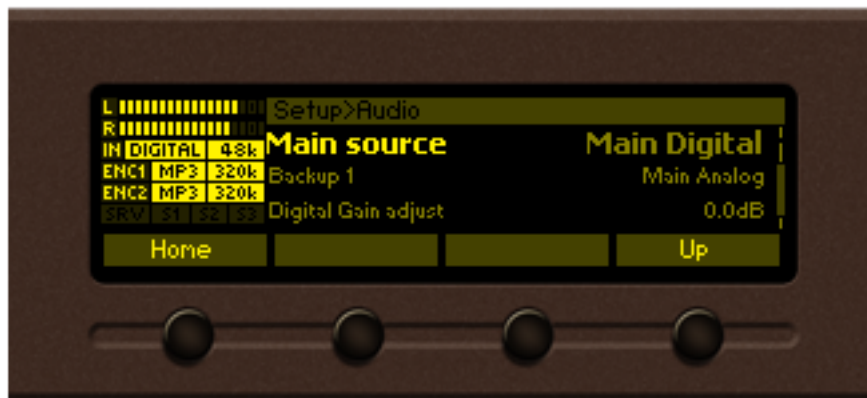 L
R
IN DIGITAL 48k
ENC1 MP3 320k
ENC2 MP3 320k
SRV S1 S2 S3
Setup>Audio
Main source Main Digital
Backup 1 Main Analog
Digital Gain adjust 0.0dB
Home Up